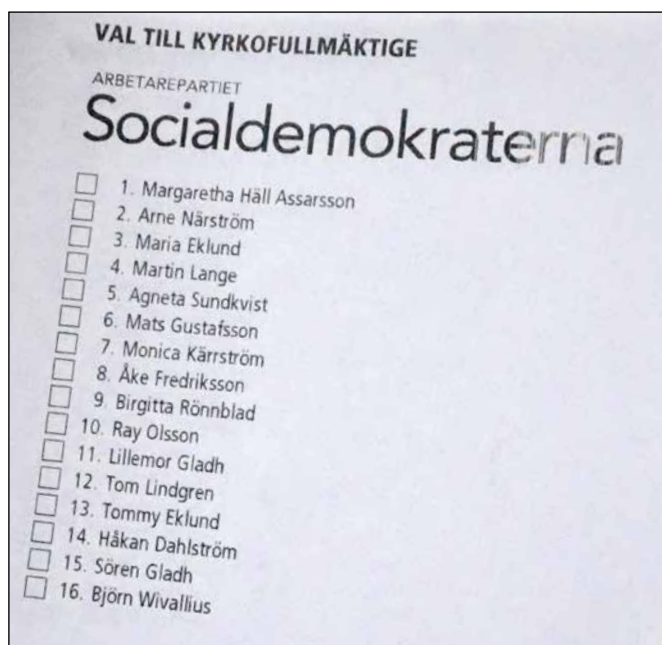 VAL TILL KYRKOFULLMÄKTIGE
ARBETAREPARTIET
Socialdemokraterna
1. Margaretha Häll Assarsson
2. Arne Närström
3. Maria Eklund
4. Martin Lange
5. Agneta Sundkvist
6. Mats Gustafsson
7. Monica Kärrström
8. Åke Fredriksson
9. Birgitta Rönnblad
10. Ray Olsson
11. Lillemor Gladh
12. Tom Lindgren
13. Tommy Eklund
14. Håkan Dahlström
15. Sören Gladh
16. Björn Wivallius